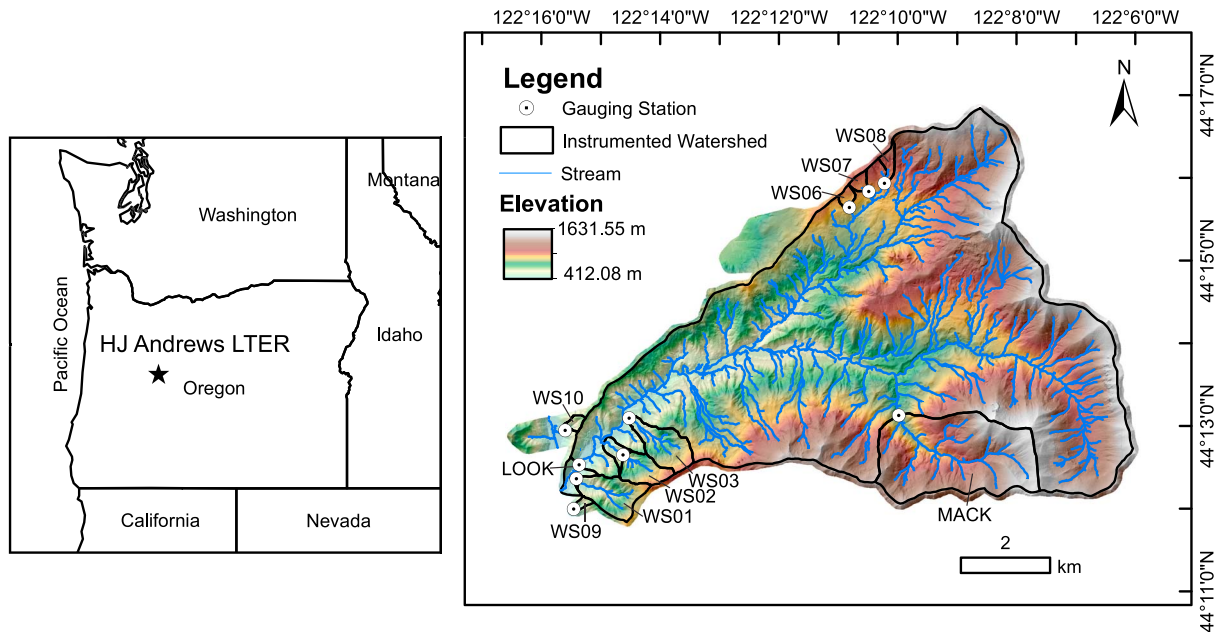 122°16'0"W 122°14'0"W 122°12'0"W 122°10'0"W 122°8'0"W 122°6'0"W
Legend
Gauging Station
Instrumented Watershed
Stream
Elevation
1631.55 m
412.08 m
N
44°17'0"N
44°15'0"N
44°13'0"N
44°11'0"N
WS08
WS07
WS06
WS10
LOOK
WS09
WS03
WS02
WS01
MACK
2
km
Montana
Washington
Pacific Ocean
HJ Andrews LTER
Idaho
Oregon
California
Nevada